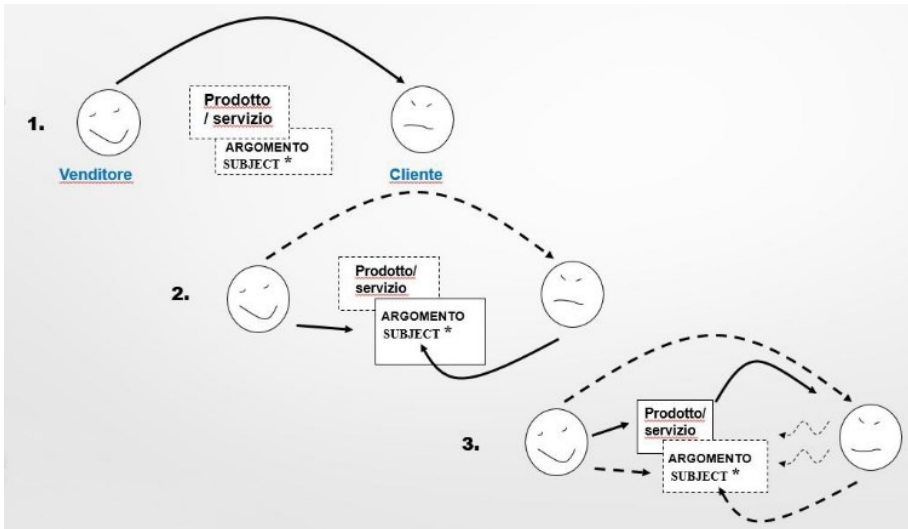 Prodotto
/ servizio
1.
ARGOMENTO
SUBJECT *
Venditore
Cliente
Prodotto/
servizio
2.
ARGOMENTO
SUBJECT *
Prodotto/
servizio
3.
ARGOMENTO
SUBJECT *